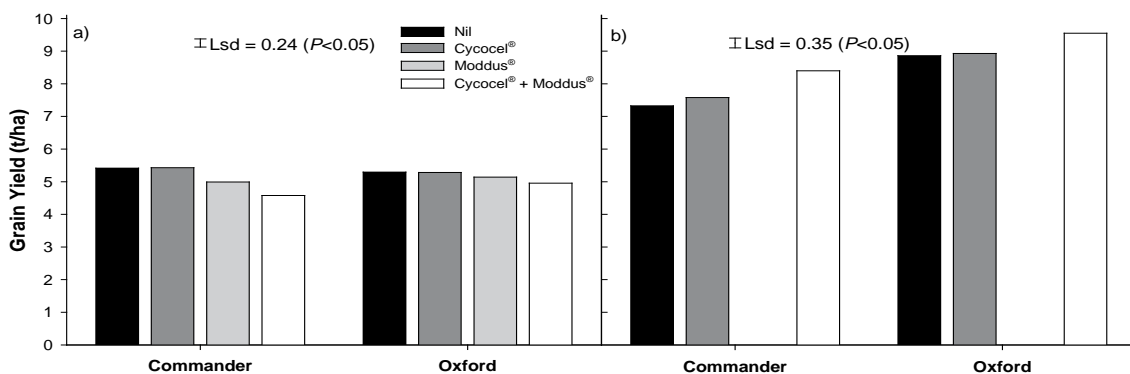 Grain Yield (t/ha)
10
9
8
7
6
5
4
3
2
1
0
a)
Lsd = 0.24 (P<0.05)
Nil
Cycocel®
Moddus®
Cycocel® + Moddus®
Commander
Oxford
b)
Lsd = 0.35 (P<0.05)
Commander
Oxford